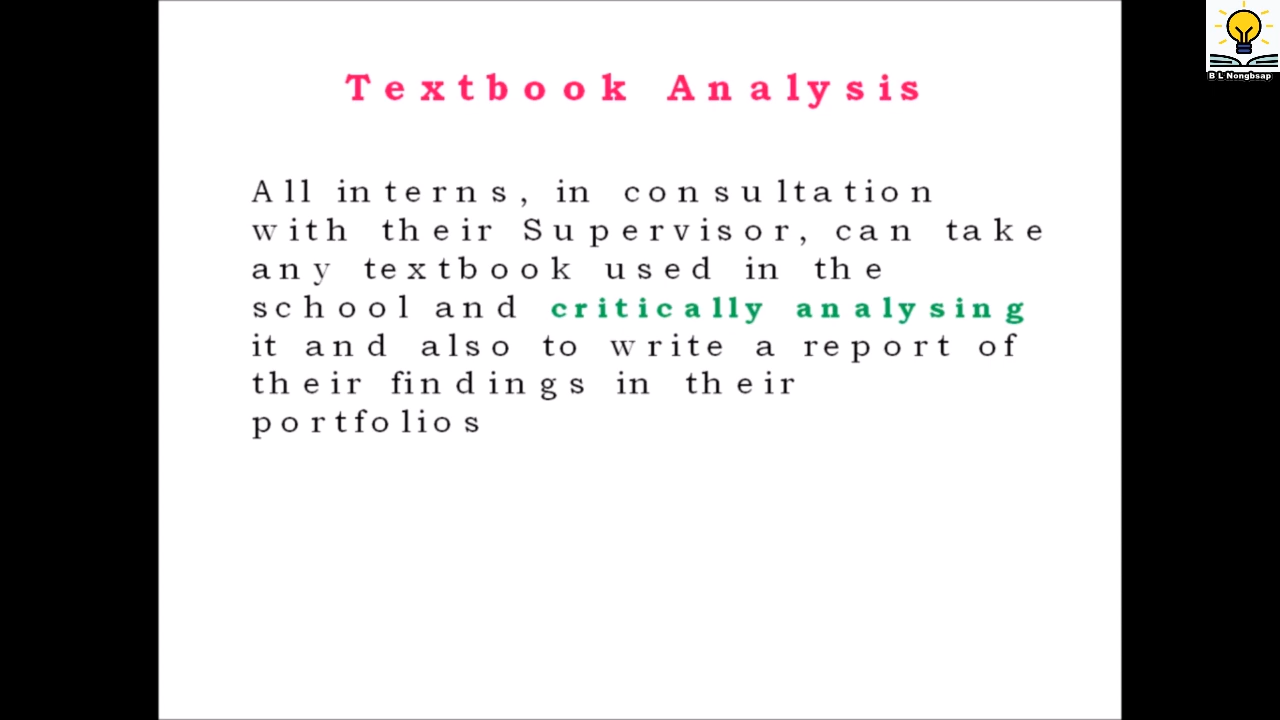 Textbook Analysis
All interns, in consultation
with their Supervisor, can take
any textbook used in the
school and critically analysing
it and also to write a report of
their findings in their
portfolios
B L Nongbsap